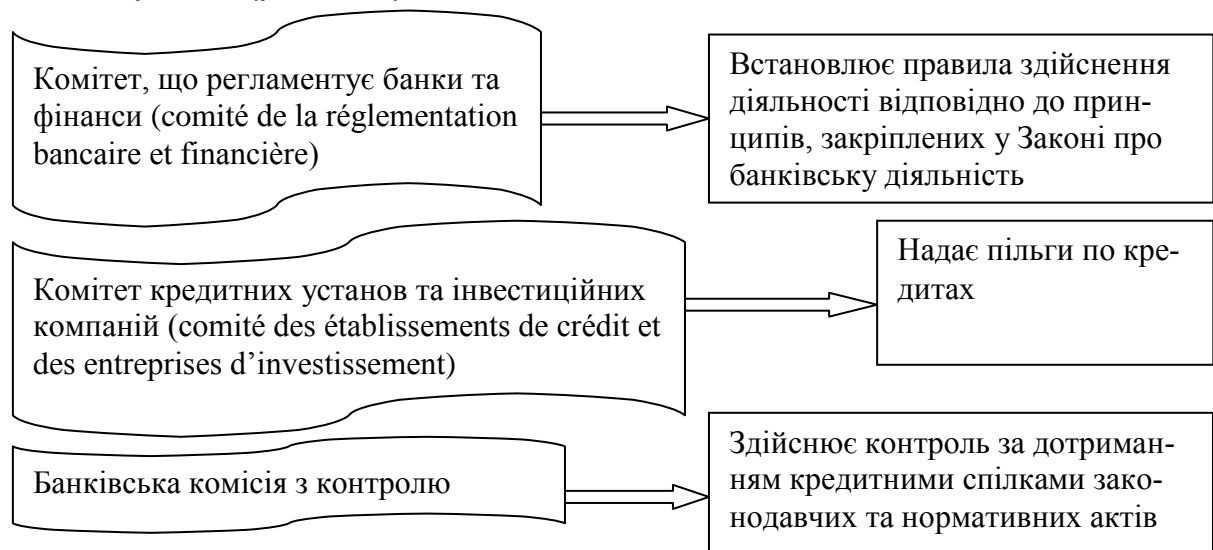 Комітет, що регламентує банки та
фінанси (comité de la réglementation
bancaire et financière)
Встановлює правила здійснення
діяльності відповідно до прин-
ципів, закріплених у Законі про
банківську діяльність
Комітет кредитних установ та інвестиційних
компаній (comité des établissements de crédit et
des entreprises d’investissement)
Надає пільги по кре-
дитах
Банківська комісія з контролю
Здійснює контроль за дотриман-
ням кредитними спілками зако-
нодавчих та нормативних актів